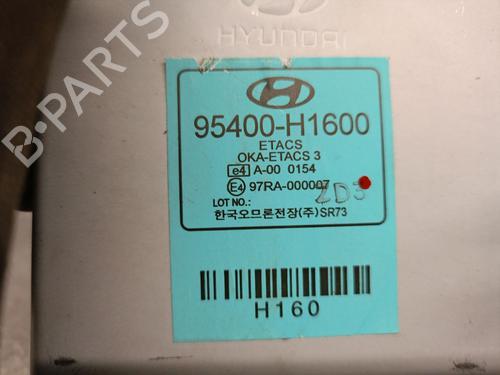 HYUNDAI
95400-H1600
ETACS
OKA-ETACS 3
e4 A-00 0154
E4 97RA-000007
2D3
LOT NO.:
한국오므론전장(주) SR73
H160
B-PARTS